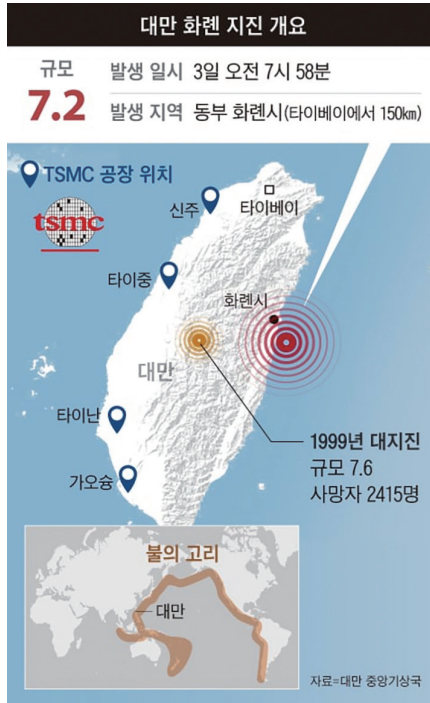 대만 화롄 지진 개요
규모
7.2
발생 일시 3일 오전 7시 58분
발생 지역 동부 화롄시(타이베이에서 150㎞)
TSMC 공장 위치
tsmc
신주
타이베이
타이중
화롄시
대만
타이난
가오슝
1999년 대지진
규모 7.6
사망자 2415명
불의 고리
대만
자료=대만 중앙기상국